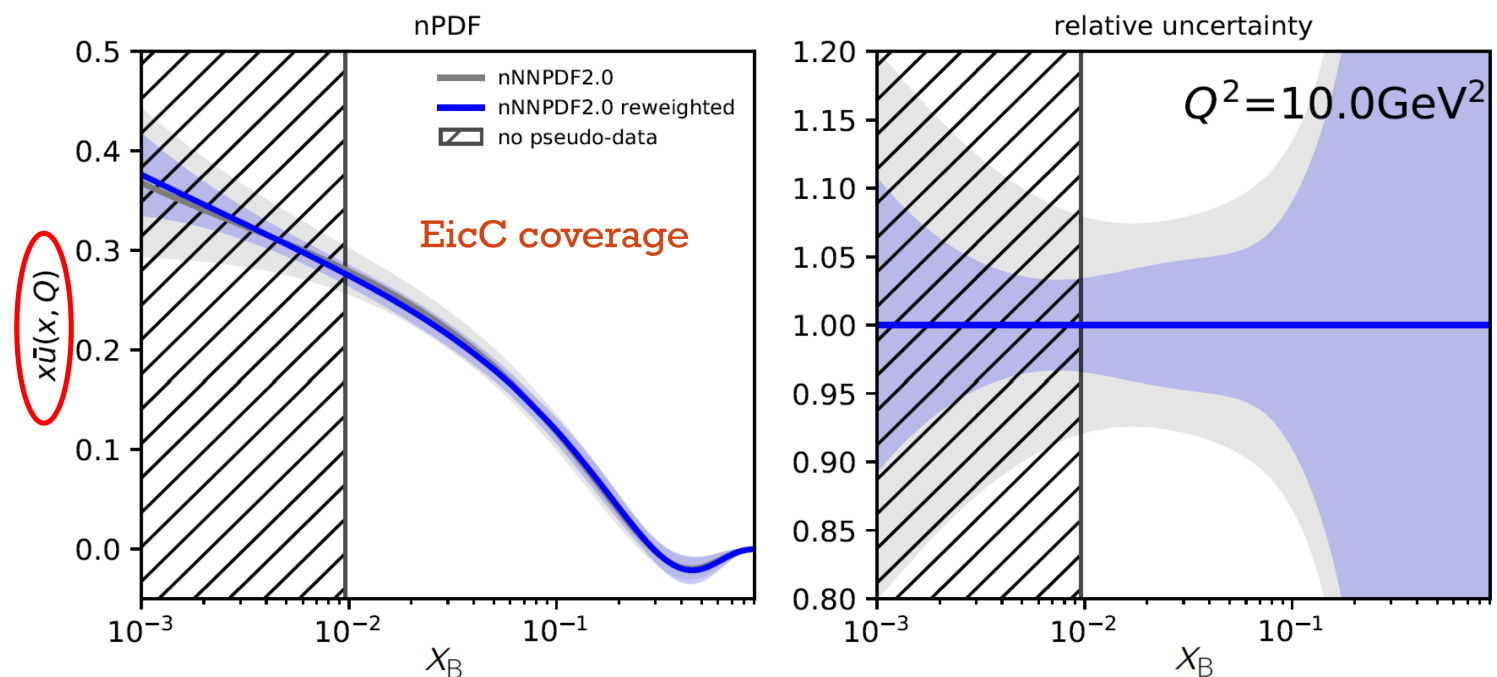 nPDF
0.5
0.4
0.3
0.2
0.1
0.0
xū(x, Q)
nNNPDF2.0
nNNPDF2.0 reweighted
no pseudo-data
EicC coverage
10⁻³ 10⁻² 10⁻¹
X_B
relative uncertainty
1.20
1.15
1.10
1.05
1.00
0.95
0.90
0.85
0.80
Q²=10.0GeV²
10⁻³ 10⁻² 10⁻¹
X_B